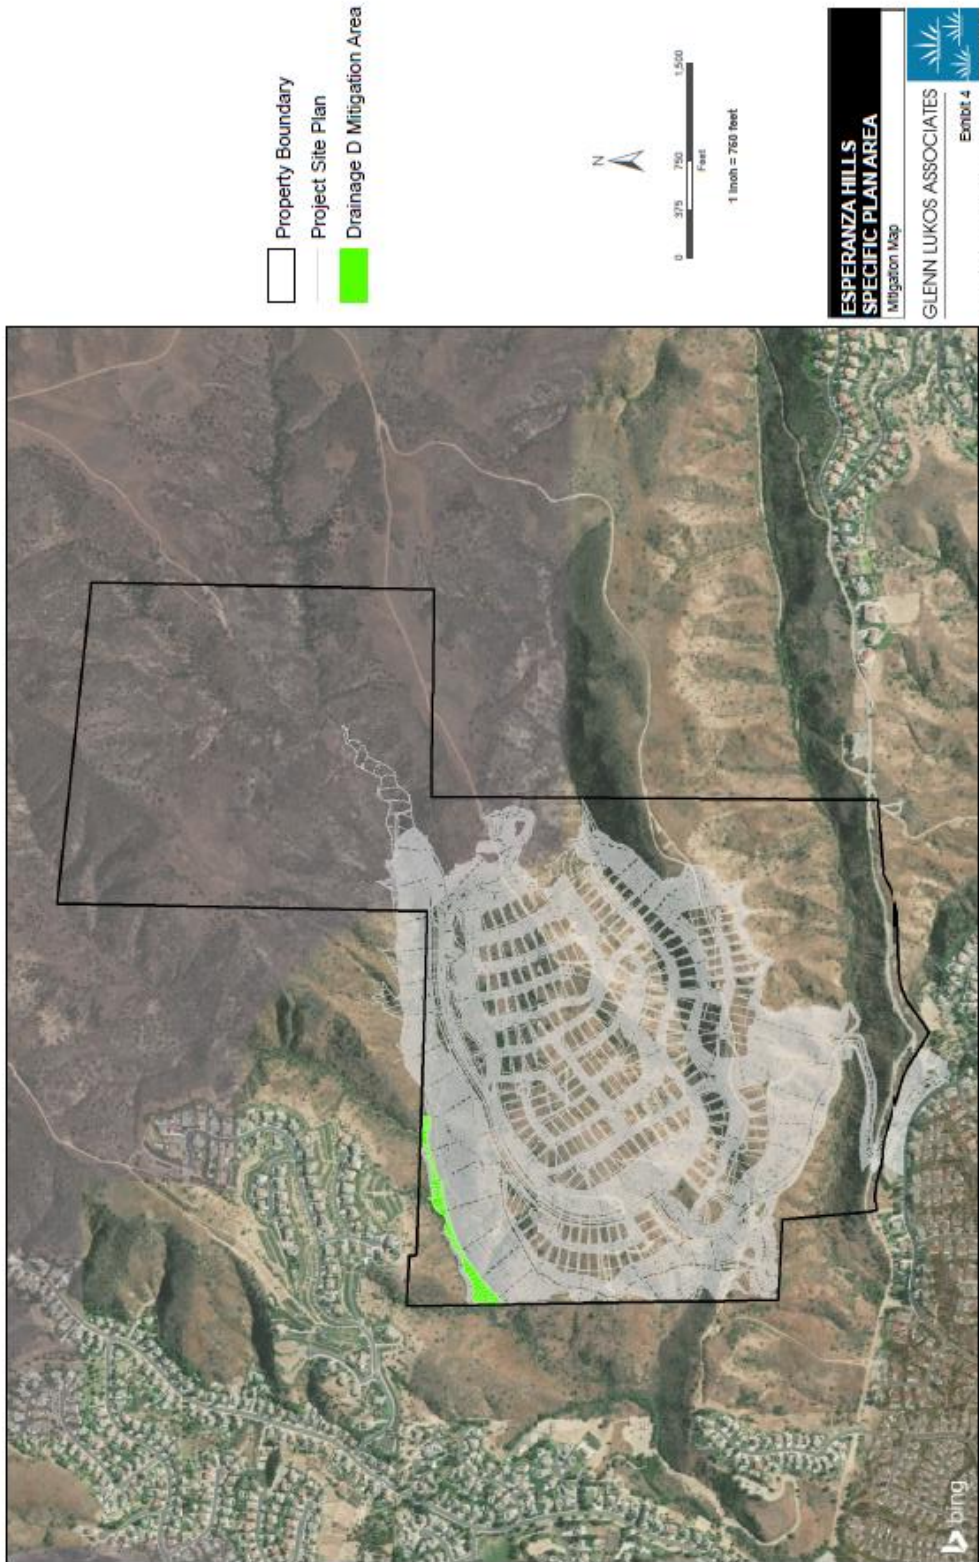 Property Boundary
Project Site Plan
Drainage D Mitigation Area
N
0 375 750 1,500
Feet
1 inch = 760 feet
ESPERANZA HILLS
SPECIFIC PLAN AREA
Mitigation Map
GLENN LUKOS ASSOCIATES
Exhibit 4
bing